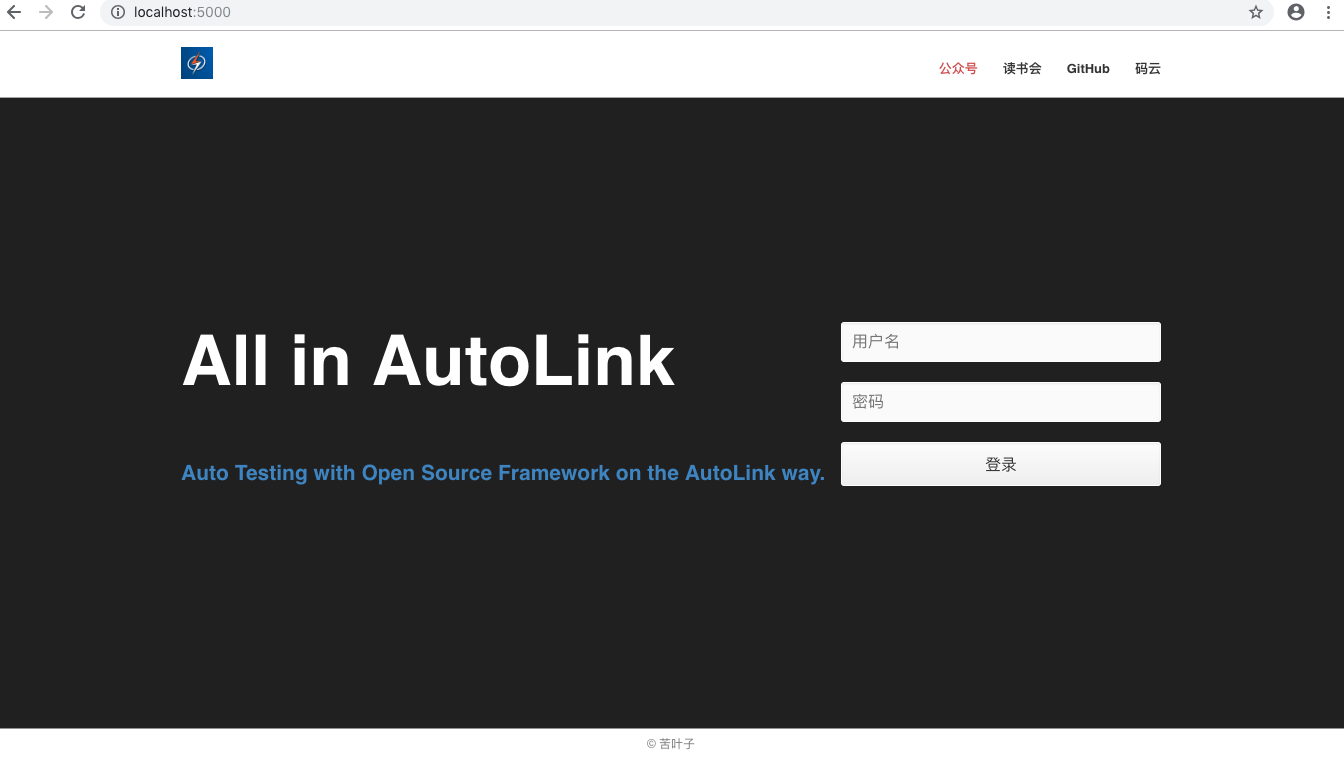 localhost:5000
公众号 读书会 GitHub 码云
All in AutoLink
Auto Testing with Open Source Framework on the AutoLink way.
用户名
密码
登录
© 苦叶子